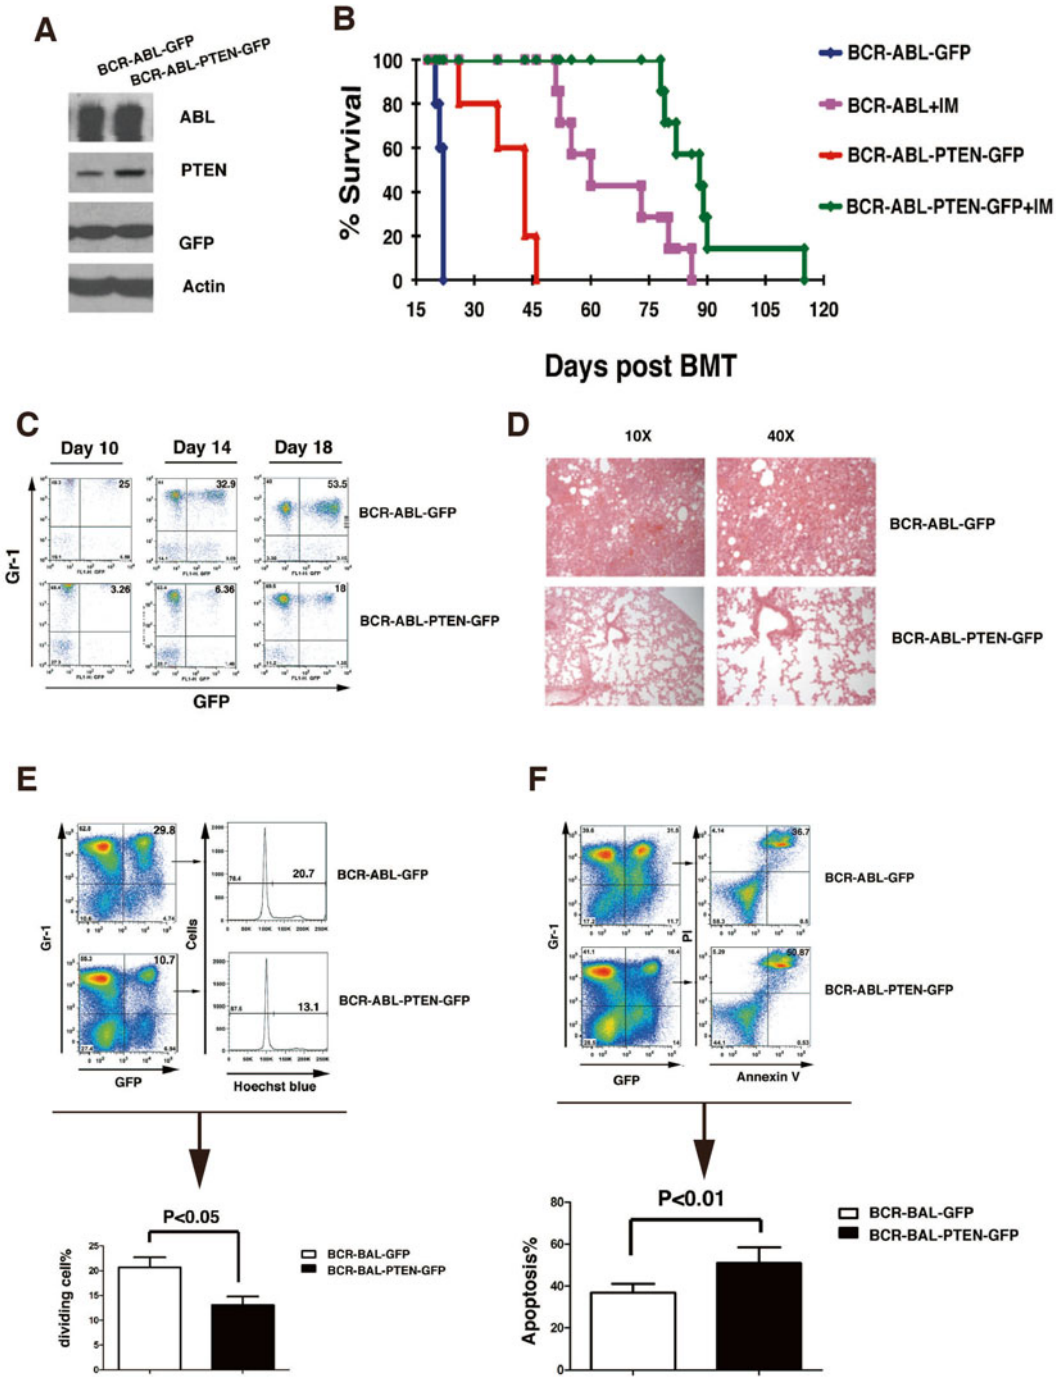 A
BCR-ABL-GFP
BCR-ABL-PTEN-GFP
ABL
PTEN
GFP
Actin
B
% Survival
100
80
60
40
20
0
15 30 45 60 75 90 105 120
Days post BMT
BCR-ABL-GFP
BCR-ABL+IM
BCR-ABL-PTEN-GFP
BCR-ABL-PTEN-GFP+IM
C
Day 10 Day 14 Day 18
25 32.9 53.5
BCR-ABL-GFP
Gr-1
3.26 6.36 18
BCR-ABL-PTEN-GFP
GFP
D
10X 40X
BCR-ABL-GFP
BCR-ABL-PTEN-GFP
E
29.8
20.7
BCR-ABL-GFP
Gr-1
Cells
10.7
13.1
BCR-ABL-PTEN-GFP
0 50K 100K 150K 200K 250K
GFP
Hoechst blue
P<0.05
dividing cell%
25
20
15
10
5
0
BCR-BAL-GFP
BCR-BAL-PTEN-GFP
F
36.7
BCR-ABL-GFP
Gr-1
PI
BCR-ABL-PTEN-GFP
GFP
Annexin V
P<0.01
Apoptosis%
80
60
40
20
0
BCR-BAL-GFP
BCR-BAL-PTEN-GFP